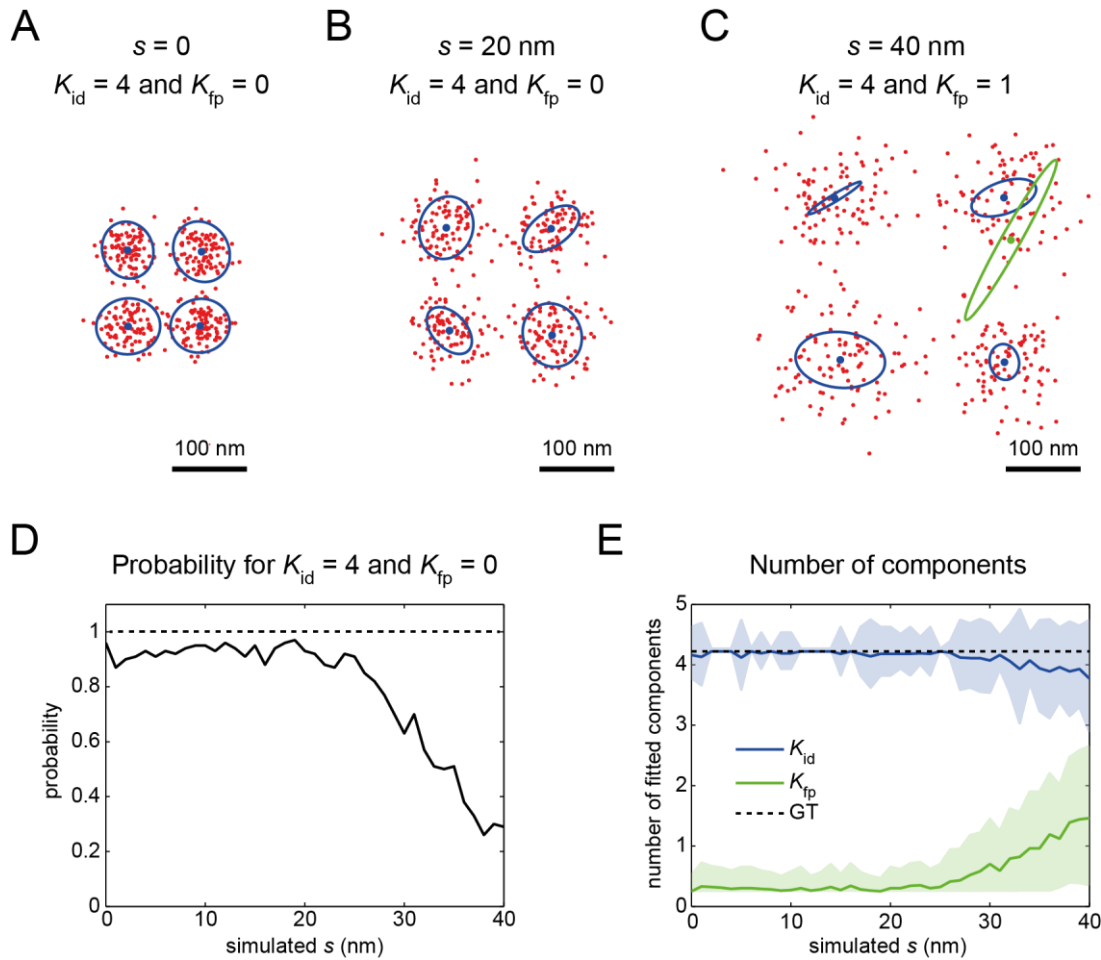 A
s = 0
K_id = 4 and K_fp = 0
100 nm
B
s = 20 nm
K_id = 4 and K_fp = 0
100 nm
C
s = 40 nm
K_id = 4 and K_fp = 1
100 nm
D
Probability for K_id = 4 and K_fp = 0
probability
1
0.8
0.6
0.4
0.2
0
0 10 20 30 40
simulated s (nm)
E
Number of components
number of fitted components
5
4
2
1
0
K_id
K_fp
GT
0 10 20 30 40
simulated s (nm)